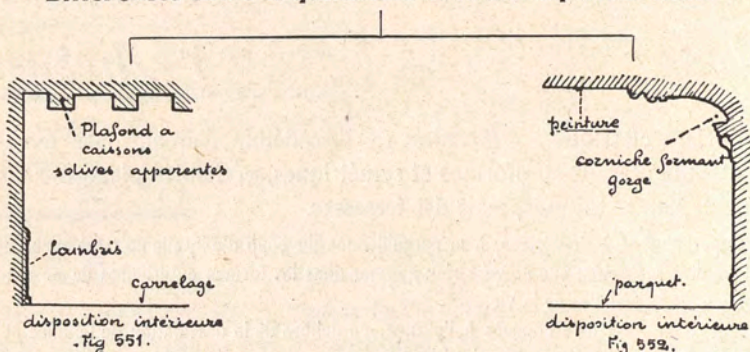 Plafond a
caissons
solives apparentes
lambris
carrelage
disposition intérieure
Fig 551.
peinture
corniche formant
gorge
parquet.
disposition intérieure
Fig 552.